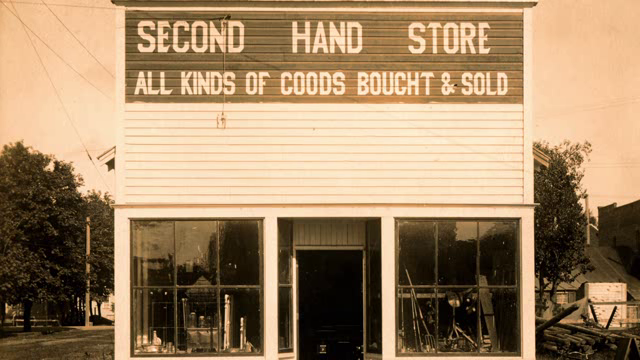 SECOND HAND STORE
ALL KINDS OF GOODS BOUGHT & SOLD